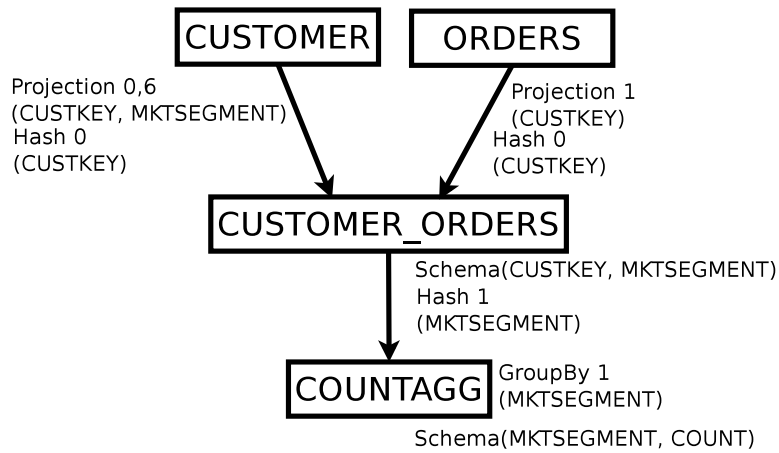 CUSTOMER
ORDERS
Projection 0,6
(CUSTKEY, MKTSEGMENT)
Hash 0
(CUSTKEY)
Projection 1
(CUSTKEY)
Hash 0
(CUSTKEY)
CUSTOMER_ORDERS
Schema(CUSTKEY, MKTSEGMENT)
Hash 1
(MKTSEGMENT)
COUNTAGG
GroupBy 1
(MKTSEGMENT)
Schema(MKTSEGMENT, COUNT)